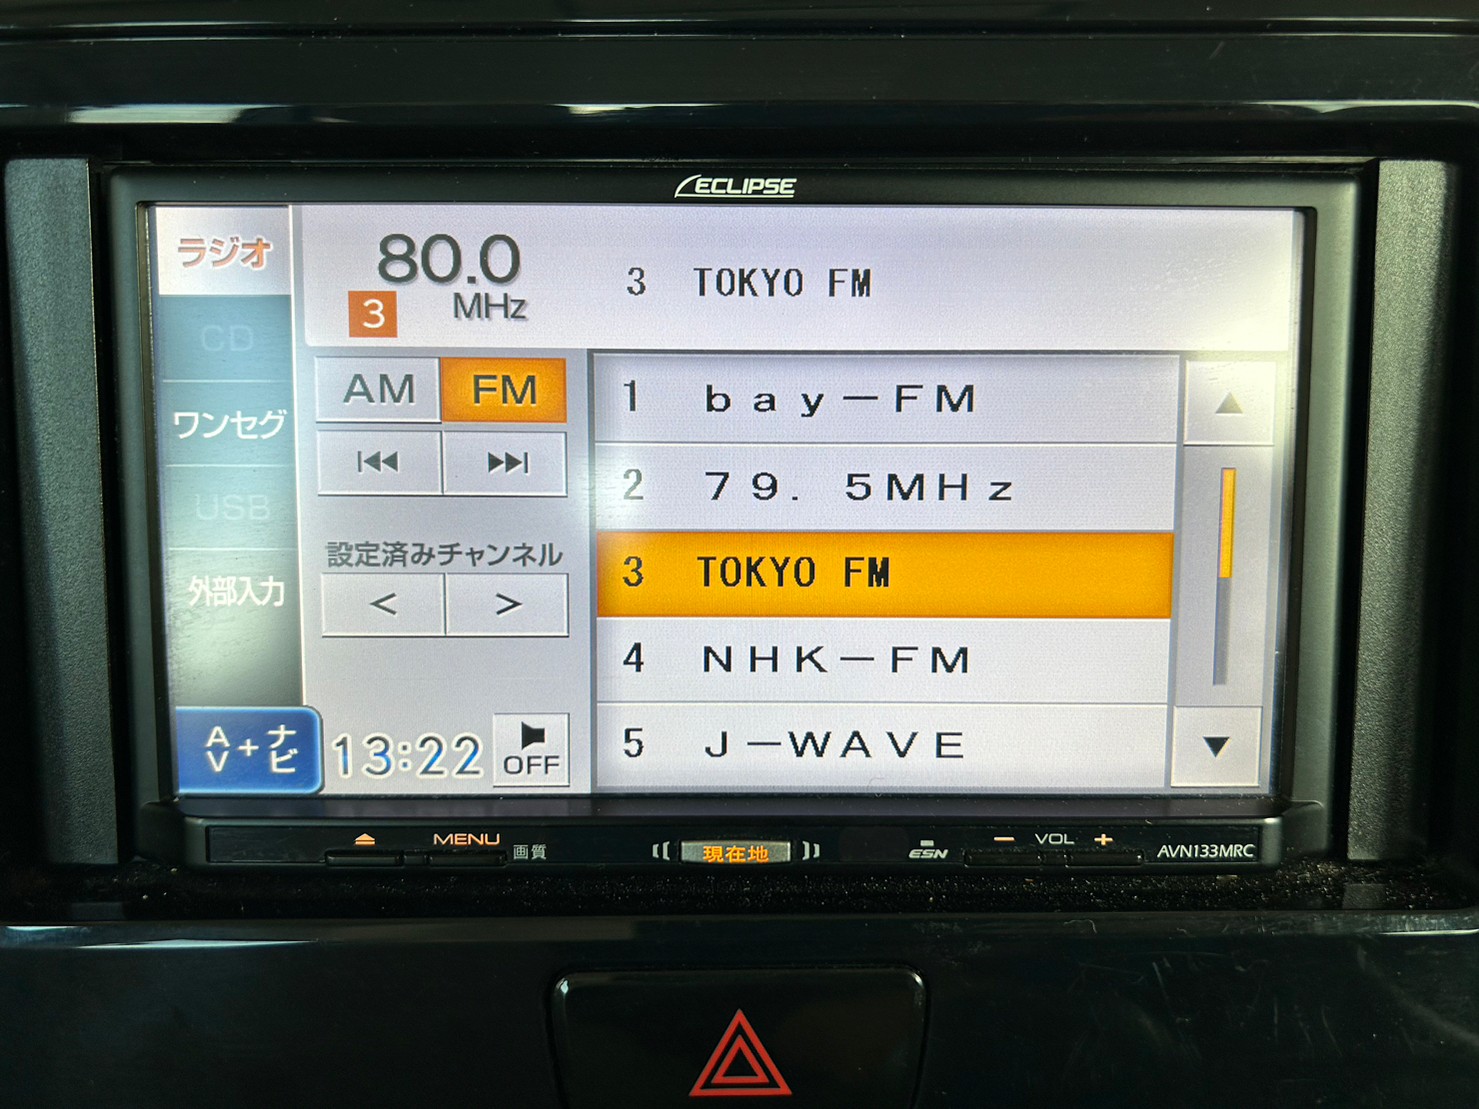 ECLIPSE
ラジオ
80.0
3
MHz
3 TOKYO FM
CD
AM
FM
1 bay－FM
ワンセグ
2 79．5MHz
USB
設定済みチャンネル
3 TOKYO FM
外部入力
<
>
4 NHK－FM
AV+ナビ
13:22
OFF
5 J－WAVE
MENU
画質
現在地
ESN
− VOL +
AVN133MRC